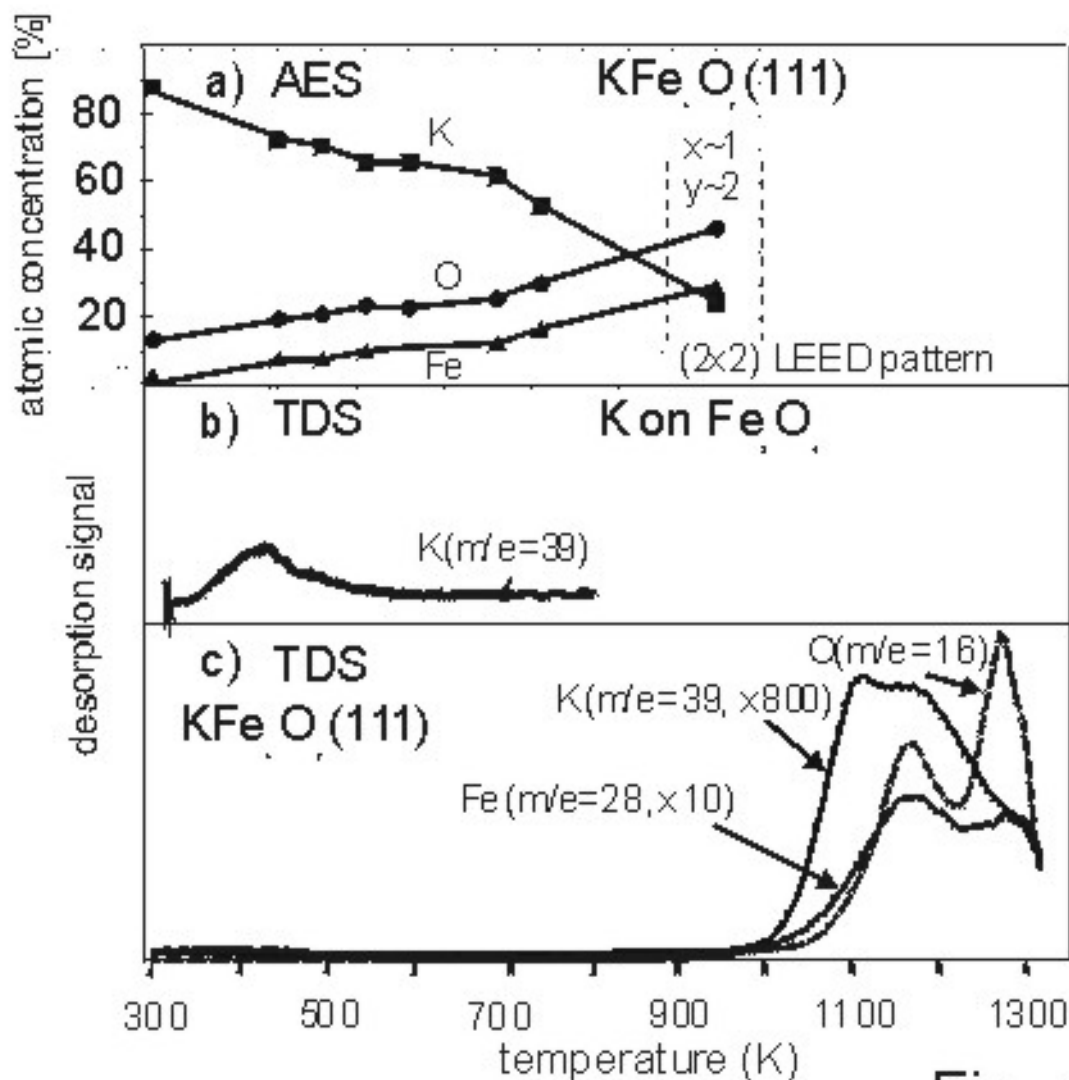 atomic concentration [%]
80
60
40
20
a) AES
KFe O (111)
K
x~1
y~2
O
Fe
(2x2) LEED pattern
b) TDS
K on Fe O
desorption signal
K(m/e=39)
c) TDS
KFe O (111)
O(m/e=16)
K(m/e=39, x800)
Fe(m/e=28, x10)
300 500 700 900 1100 1300
temperature (K)